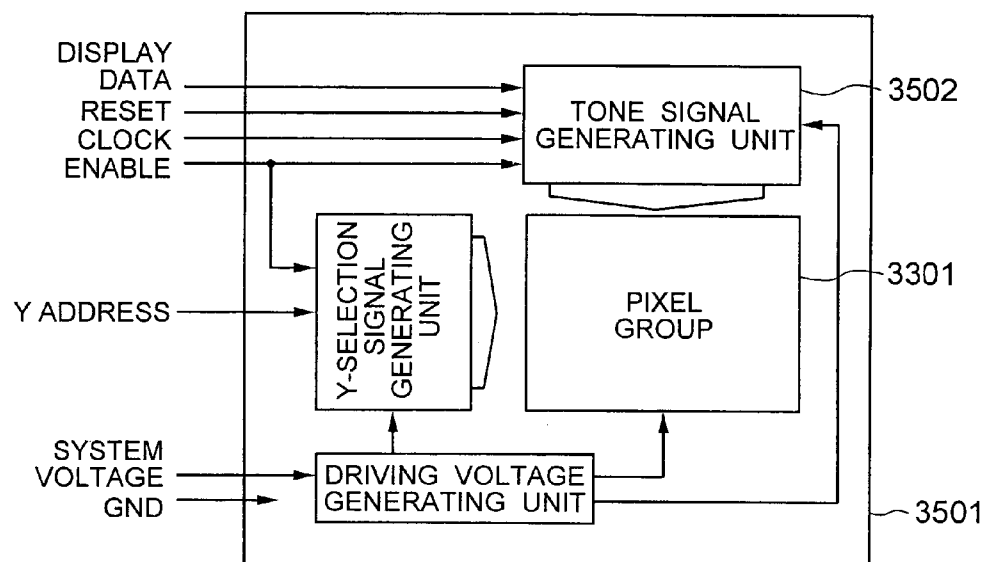 DISPLAY
DATA
RESET
CLOCK
ENABLE
TONE SIGNAL
GENERATING UNIT
3502
Y-SELECTION
SIGNAL
GENERATING
UNIT
Y ADDRESS
PIXEL
GROUP
3301
SYSTEM
VOLTAGE
GND
DRIVING VOLTAGE
GENERATING UNIT
3501